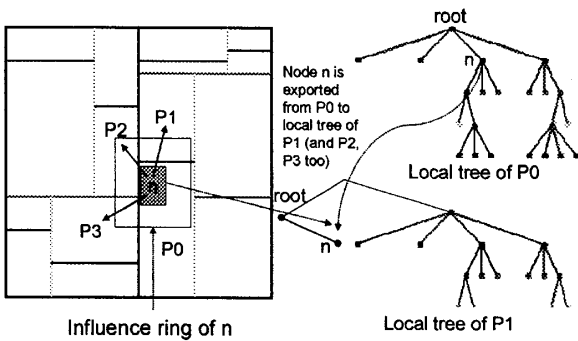 root
Node n is
exported
from P0 to
local tree of
P1 (and P2,
P3 too)
n
Local tree of P0
P1
P2
n
P3
P0
root
n
Influence ring of n
Local tree of P1